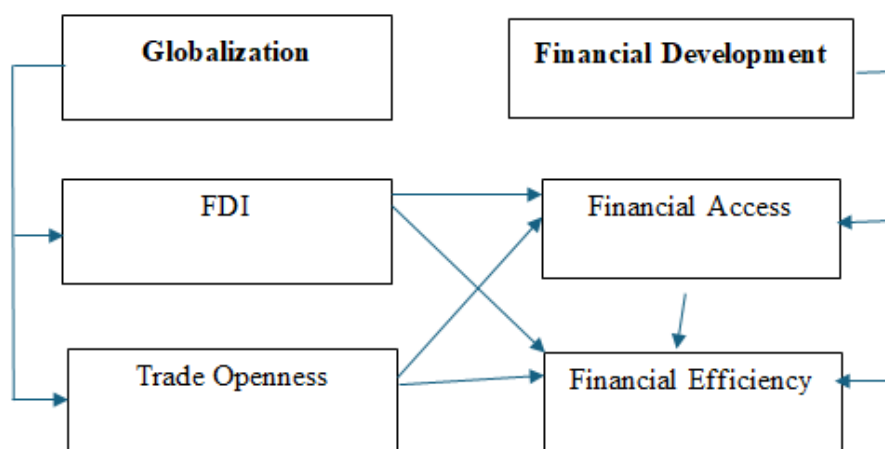 Globalization
Financial Development
FDI
Financial Access
Trade Openness
Financial Efficiency